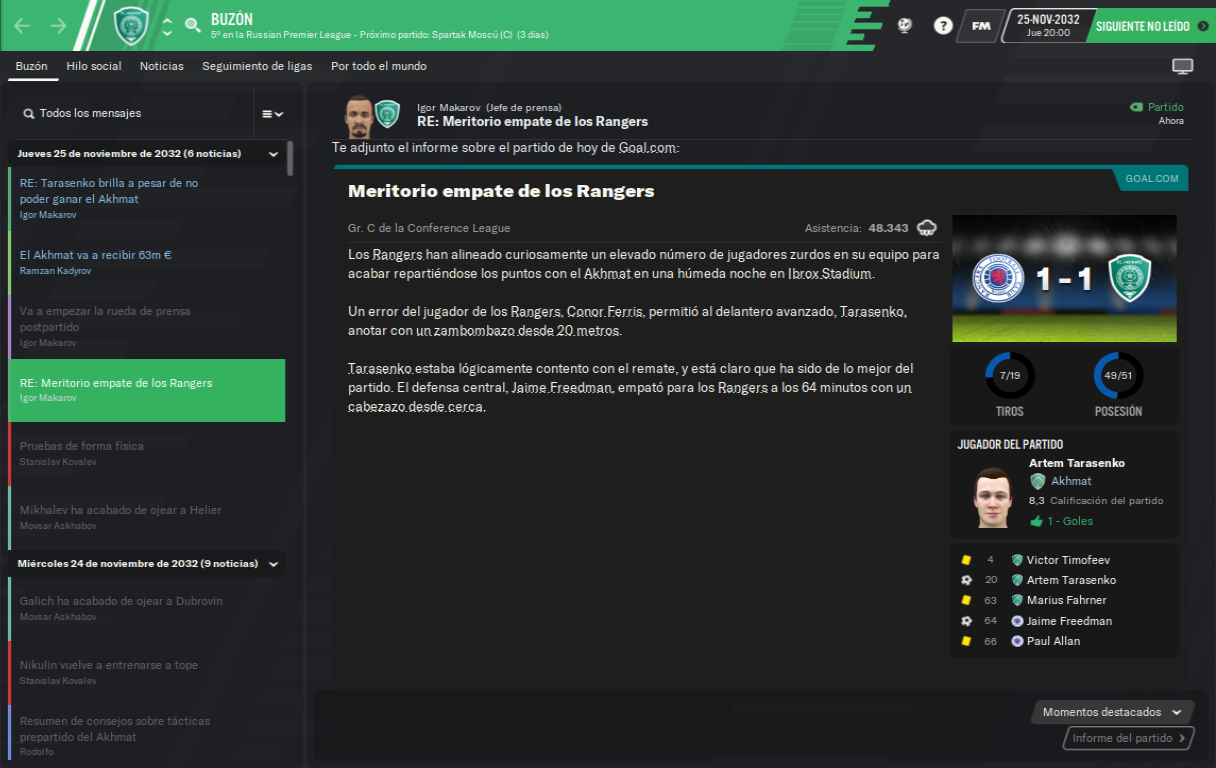 BUZÓN
5º en la Russian Premier League - Próximo partido: Spartak Moscú (C) (3 días)
?
FM
25-NOV-2032
Jue 20:00
SIGUIENTE NO LEÍDO
Buzón Hilo social Noticias Seguimiento de ligas Por todo el mundo
Todos los mensajes
Jueves 25 de noviembre de 2032 (6 noticias)
RE: Tarasenko brilla a pesar de no
poder ganar el Akhmat
Igor Makarov
El Akhmat va a recibir 63m €
Ramzan Kadyrov
Va a empezar la rueda de prensa
postpartido
Igor Makarov
RE: Meritorio empate de los Rangers
Igor Makarov
Pruebas de forma física
Stanislav Kovalev
Mikhalev ha acabado de ojear a Helier
Movsar Askhabov
Miércoles 24 de noviembre de 2032 (9 noticias)
Galich ha acabado de ojear a Dubrovin
Movsar Askhabov
Nikulin vuelve a entrenarse a tope
Stanislav Kovalev
Resumen de consejos sobre tácticas
prepartido del Akhmat
Rodolfo
Igor Makarov (Jefe de prensa)
RE: Meritorio empate de los Rangers
Partido
Ahora
Te adjunto el informe sobre el partido de hoy de Goal.com:
GOAL.COM
Meritorio empate de los Rangers
Gr. C de la Conference League
Asistencia: 48.343
Los Rangers han alineado curiosamente un elevado número de jugadores zurdos en su equipo para
acabar repartiéndose los puntos con el Akhmat en una húmeda noche en Ibrox Stadium.
Un error del jugador de los Rangers, Conor Ferris, permitió al delantero avanzado, Tarasenko,
anotar con un zambombazo desde 20 metros.
Tarasenko estaba lógicamente contento con el remate, y está claro que ha sido de lo mejor del
partido. El defensa central, Jaime Freedman, empató para los Rangers a los 64 minutos con un
cabezazo desde cerca.
1 - 1
7/19
TIROS
49/51
POSESIÓN
JUGADOR DEL PARTIDO
Artem Tarasenko
Akhmat
8,3 Calificación del partido
1 - Goles
4 Victor Timofeev
20 Artem Tarasenko
63 Marius Fahrner
64 Jaime Freedman
66 Paul Allan
Momentos destacados
Informe del partido